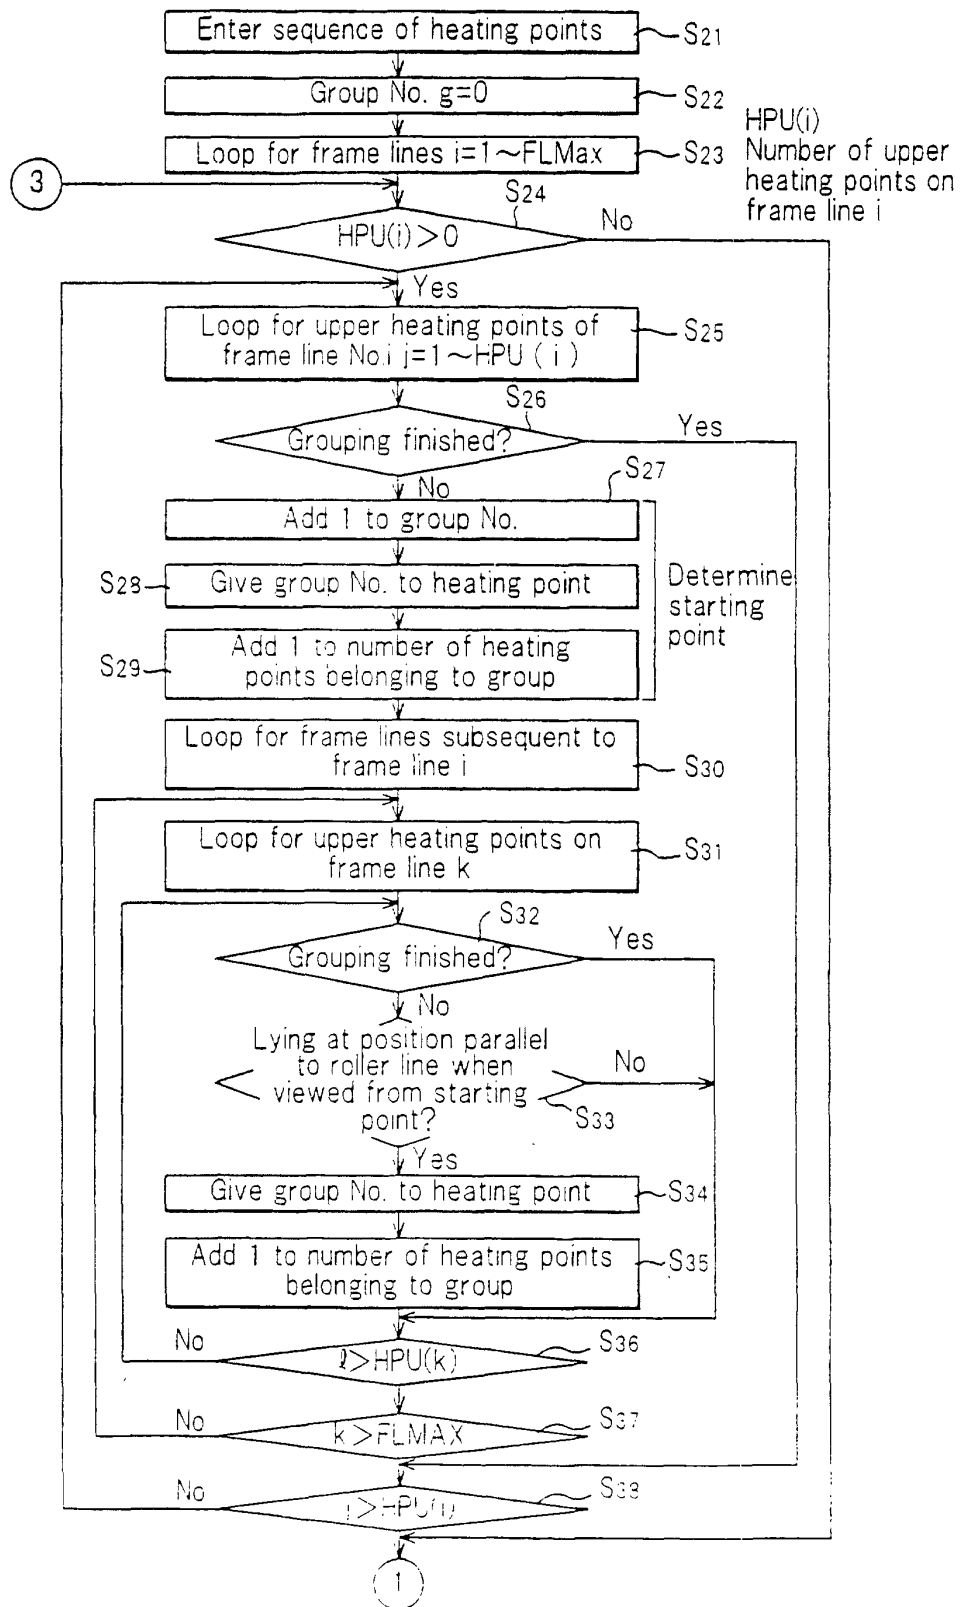 Enter sequence of heating points
S21
Group No. g=0
S22
HPU(i)
Number of upper
heating points on
frame line i
Loop for frame lines i=1~FLMax
S23
3
S24
HPU(i)>0
No
Yes
Loop for upper heating points of
frame line No.i j=1~HPU ( i )
S25
S26
Grouping finished?
Yes
No
S27
Add 1 to group No.
S28
Give group No. to heating point
Determine
starting
point
S29
Add 1 to number of heating
points belonging to group
Loop for frame lines subsequent to
frame line i
S30
Loop for upper heating points on
frame line k
S31
S32
Grouping finished?
Yes
No
Lying at position parallel
to roller line when
viewed from starting
point?
No
S33
Yes
Give group No. to heating point
S34
Add 1 to number of heating points
belonging to group
S35
No
ℓ>HPU(k)
S36
No
k>FLMAX
S37
No
j>HPU(i)
S38
1